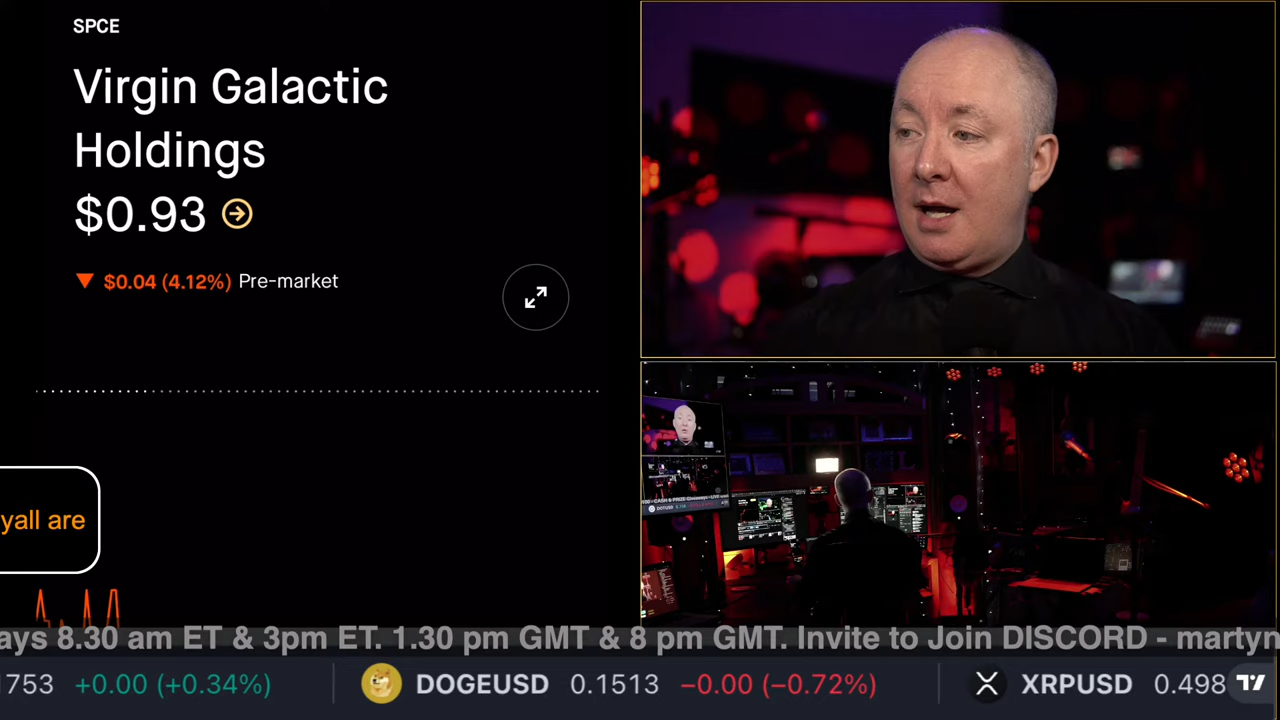 SPCE
Virgin Galactic
Holdings
$0.93
$0.04 (4.12%) Pre-market
yall are
ays 8.30 am ET & 3pm ET. 1.30 pm GMT & 8 pm GMT. Invite to Join DISCORD - martyn
1753 +0.00 (+0.34%) DOGEUSD 0.1513 −0.00 (−0.72%) XRPUSD 0.498